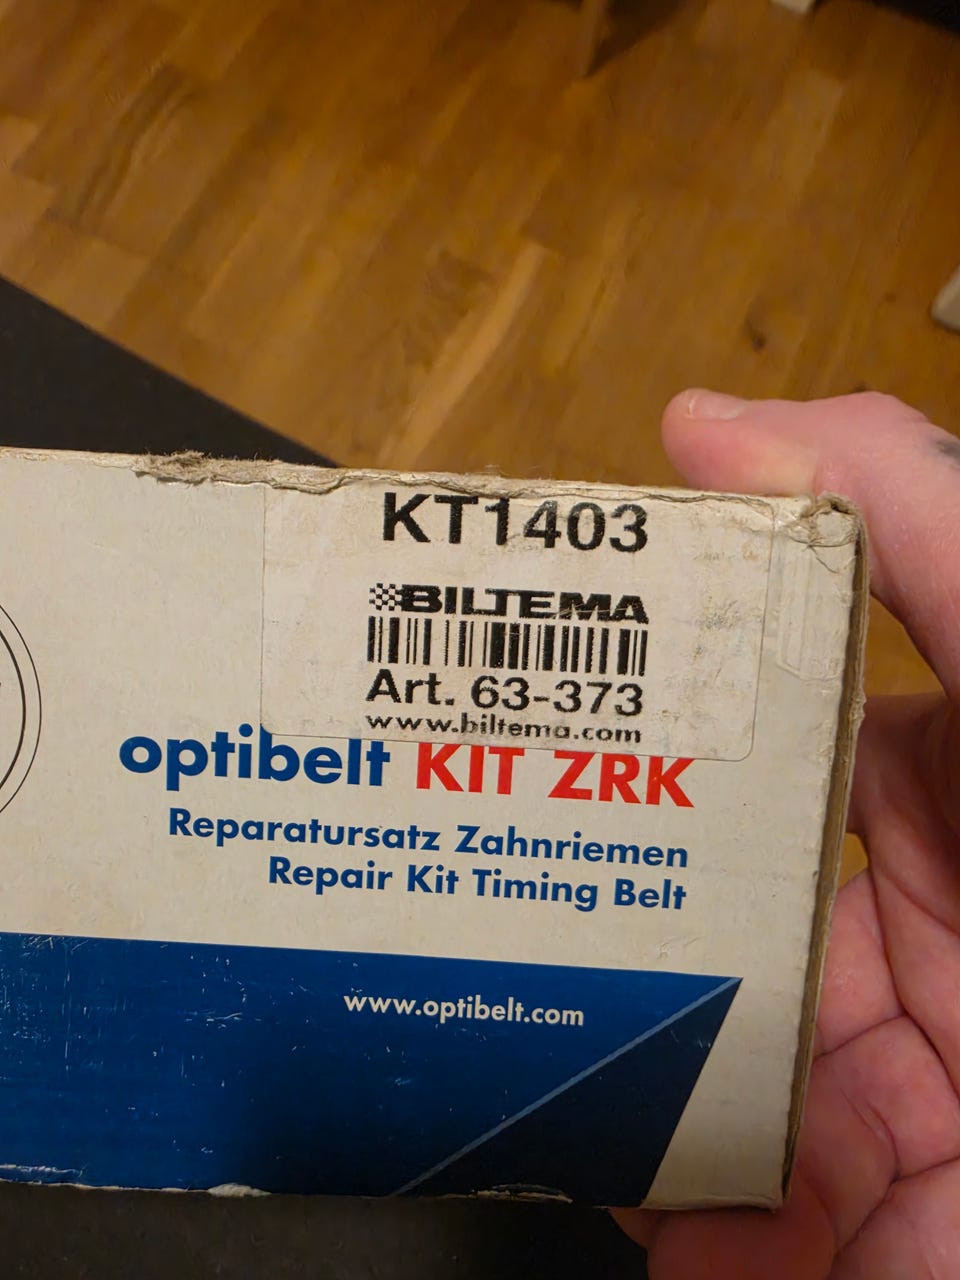 KT1403
BILTEMA
Art. 63-373
www.biltema.com
optibelt KIT ZRK
Reparatursatz Zahnriemen
Repair Kit Timing Belt
www.optibelt.com